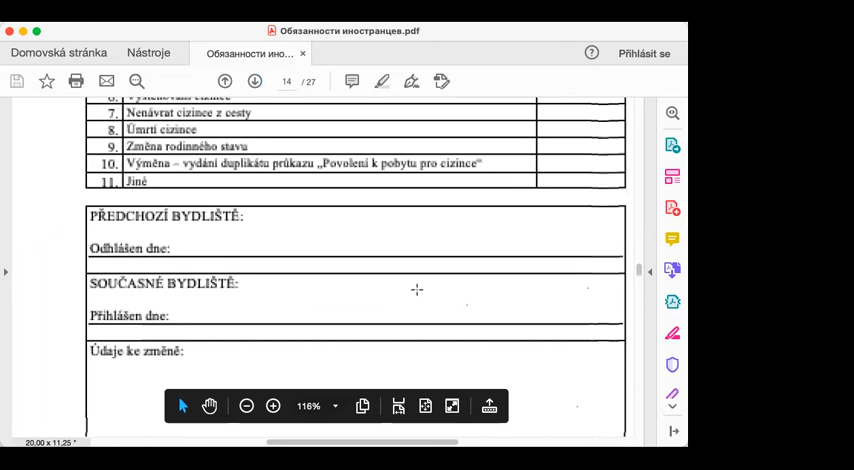 Обязанности иностранцев.pdf
Domovská stránka Nástroje Обязанности ино... × Přihlásit se
14 / 27
7. Nenávrat cizince z cesty
8. Úmrtí cizince
9. Změna rodinného stavu
10. Výměna – vydání duplikátu průkazu „Povolení k pobytu pro cizince“
11. Jiné
PŘEDCHOZÍ BYDLIŠTĚ:
Odhlášen dne:
SOUČASNÉ BYDLIŠTĚ:
Přihlášen dne:
Údaje ke změně:
116%
20,00 x 11,25 "